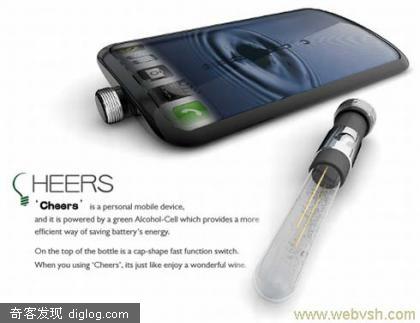 CHEERS
'Cheers' is a personal mobile device,
and it is powered by a green Alcohol-Cell which provides a more
efficient way of saving battery's energy.
On the top of the bottle is a cap-shape fast function switch.
When you using 'Cheers', its just like enjoy a wonderful wine.
奇客发现 diglog.com
www.webvsh.com